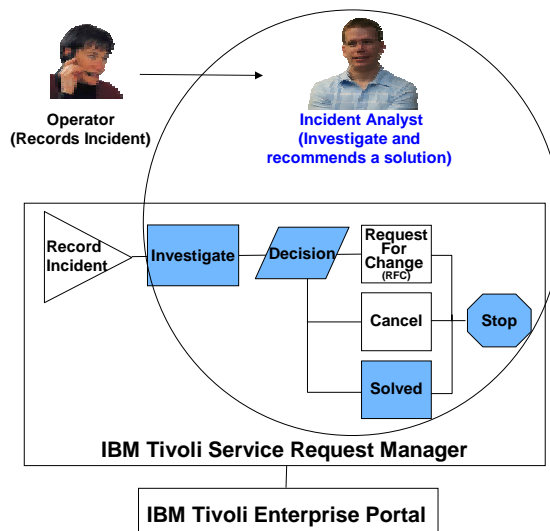 Operator
(Records Incident)
Incident Analyst
(Investigate and
recommends a solution)
Record
Incident
Investigate
Decision
Request
For
Change
(RFC)
Cancel
Solved
Stop
IBM Tivoli Service Request Manager
IBM Tivoli Enterprise Portal